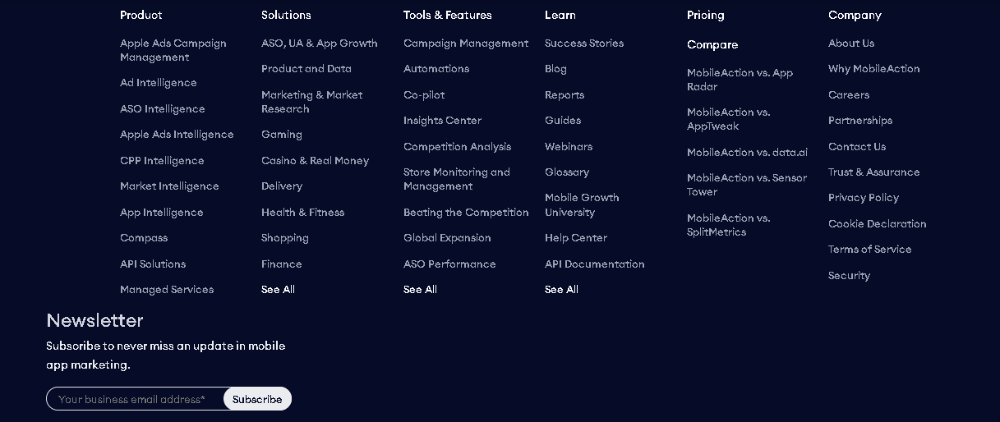 Product
Apple Ads Campaign
Management
Ad Intelligence
ASO Intelligence
Apple Ads Intelligence
CPP Intelligence
Market Intelligence
App Intelligence
Compass
API Solutions
Managed Services
Solutions
ASO, UA & App Growth
Product and Data
Marketing & Market
Research
Gaming
Casino & Real Money
Delivery
Health & Fitness
Shopping
Finance
See All
Tools & Features
Campaign Management
Automations
Co-pilot
Insights Center
Competition Analysis
Store Monitoring and
Management
Beating the Competition
Global Expansion
ASO Performance
See All
Learn
Success Stories
Blog
Reports
Guides
Webinars
Glossary
Mobile Growth
University
Help Center
API Documentation
See All
Pricing
Compare
MobileAction vs. App
Radar
MobileAction vs.
AppTweak
MobileAction vs. data.ai
MobileAction vs. Sensor
Tower
MobileAction vs.
SplitMetrics
Company
About Us
Why MobileAction
Careers
Partnerships
Contact Us
Trust & Assurance
Privacy Policy
Cookie Declaration
Terms of Service
Security
Newsletter
Subscribe to never miss an update in mobile
app marketing.
Your business email address*
Subscribe